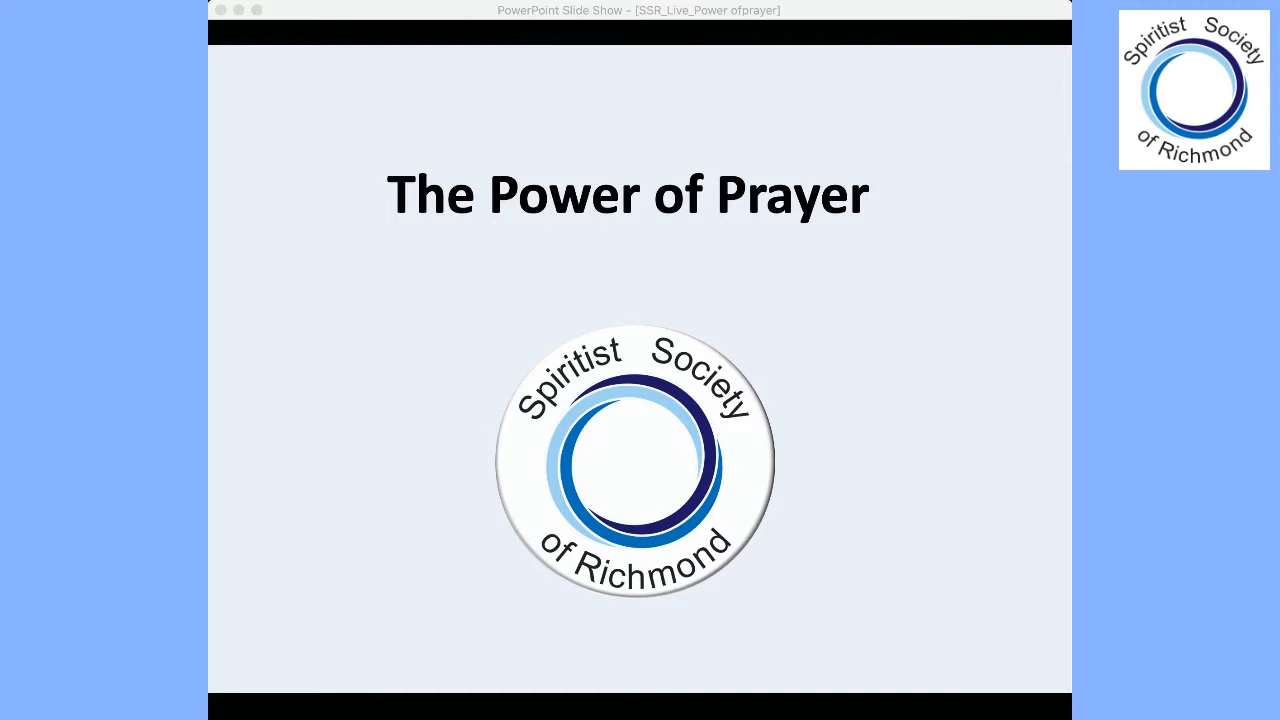 PowerPoint Slide Show - [SSR_Live_Power ofprayer]
Spiritist Society
of Richmond
The Power of Prayer
Spiritist Society
of Richmond